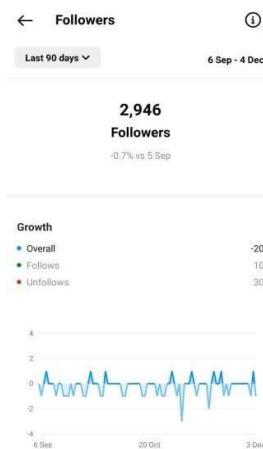 Followers
Last 90 days
6 Sep - 4 Dec
2,946
Followers
-0.7% vs 5 Sep
Growth
Overall -20
Follows 10
Unfollows 30
4
2
0
-2
-4
6 Sep 20 Oct 3 Dec